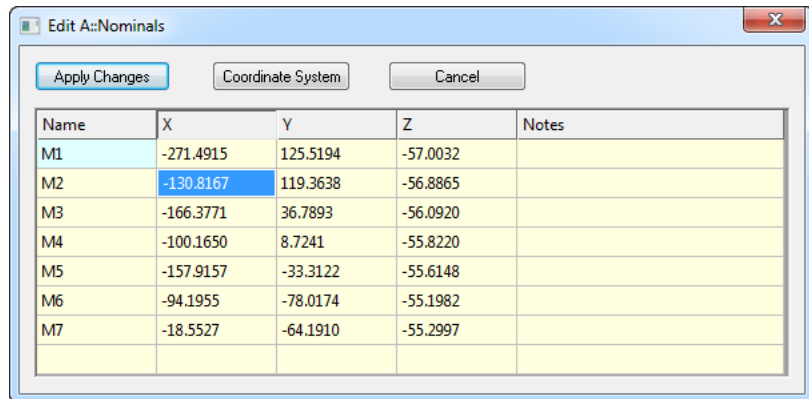 Edit A::Nominals
Apply Changes Coordinate System Cancel
Name X Y Z Notes
M1 -271.4915 125.5194 -57.0032
M2 -130.8167 119.3638 -56.8865
M3 -166.3771 36.7893 -56.0920
M4 -100.1650 8.7241 -55.8220
M5 -157.9157 -33.3122 -55.6148
M6 -94.1955 -78.0174 -55.1982
M7 -18.5527 -64.1910 -55.2997